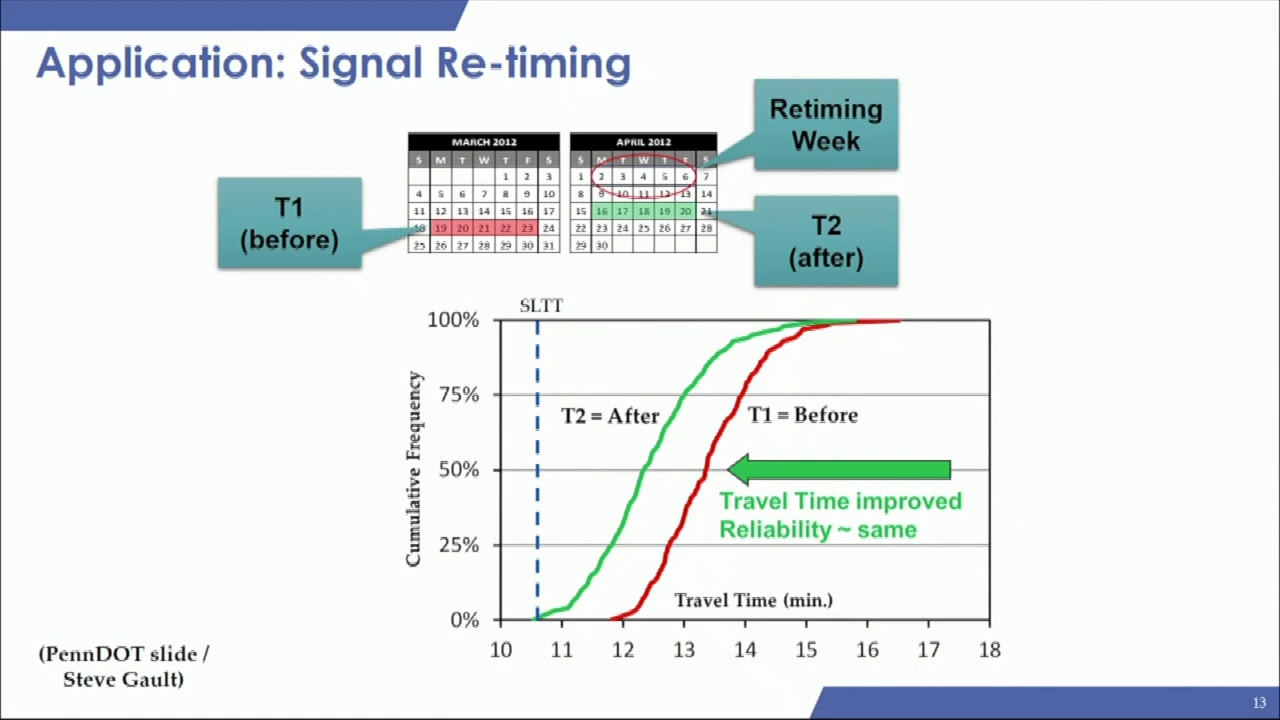 Application: Signal Re-timing
Retiming
Week
MARCH 2012
S M T W T F S
1 2 3
4 5 6 7 8 9 10
11 12 13 14 15 16 17
18 19 20 21 22 23 24
25 26 27 28 29 30 31
APRIL 2012
S M T W T F S
1 2 3 4 5 6 7
8 9 10 11 12 13 14
15 16 17 18 19 20 21
22 23 24 25 26 27 28
29 30
T1
(before)
T2
(after)
SLTT
100%
75%
50%
25%
0%
Cumulative Frequency
T2 = After
T1 = Before
Travel Time improved
Reliability ~ same
Travel Time (min.)
10 11 12 13 14 15 16 17 18
(PennDOT slide /
Steve Gault)
13